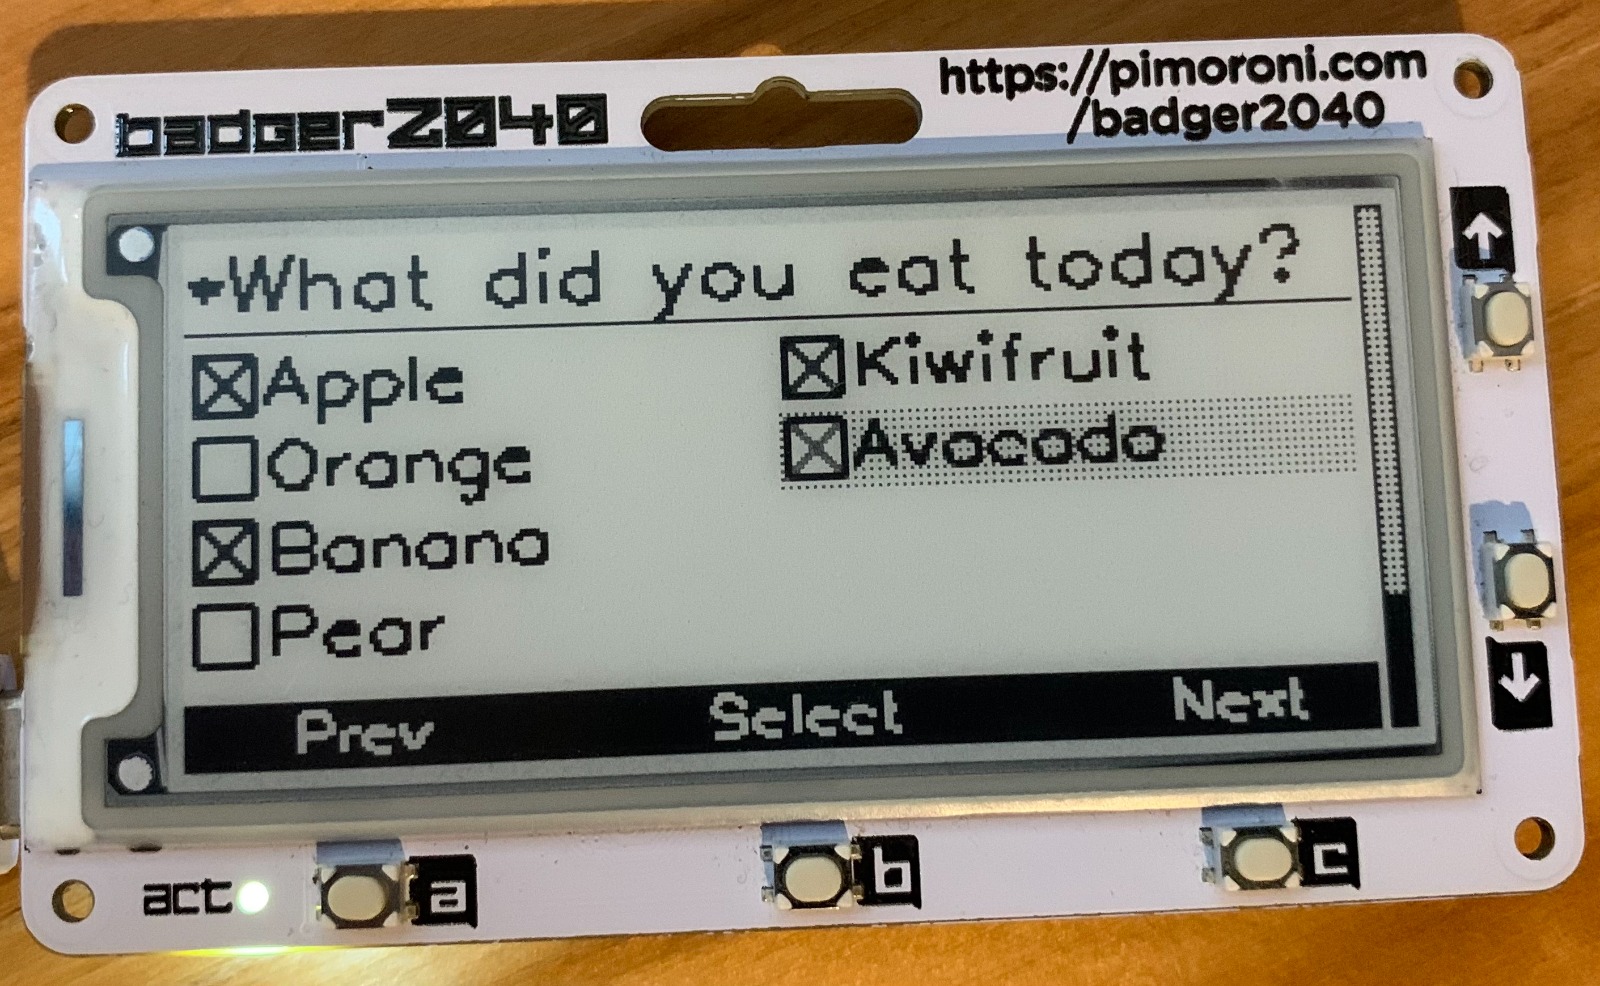 badger2040
https://pimoroni.com
/badger2040
What did you eat today?
Apple
Orange
Banana
Pear
Kiwifruit
Avocado
Prev Select Next
act a b c